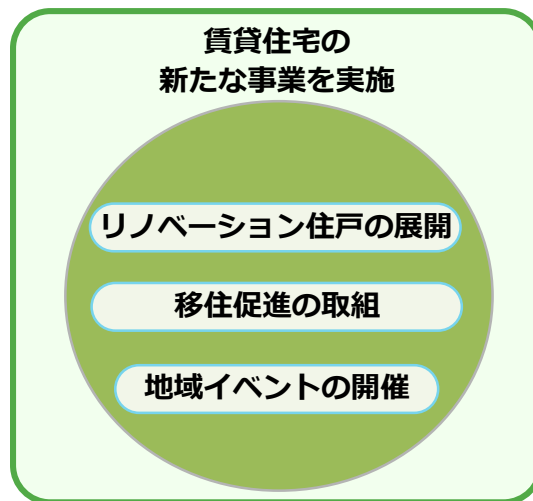 賃貸住宅の
新たな事業を実施
リノベーション住戸の展開
移住促進の取組
地域イベントの開催